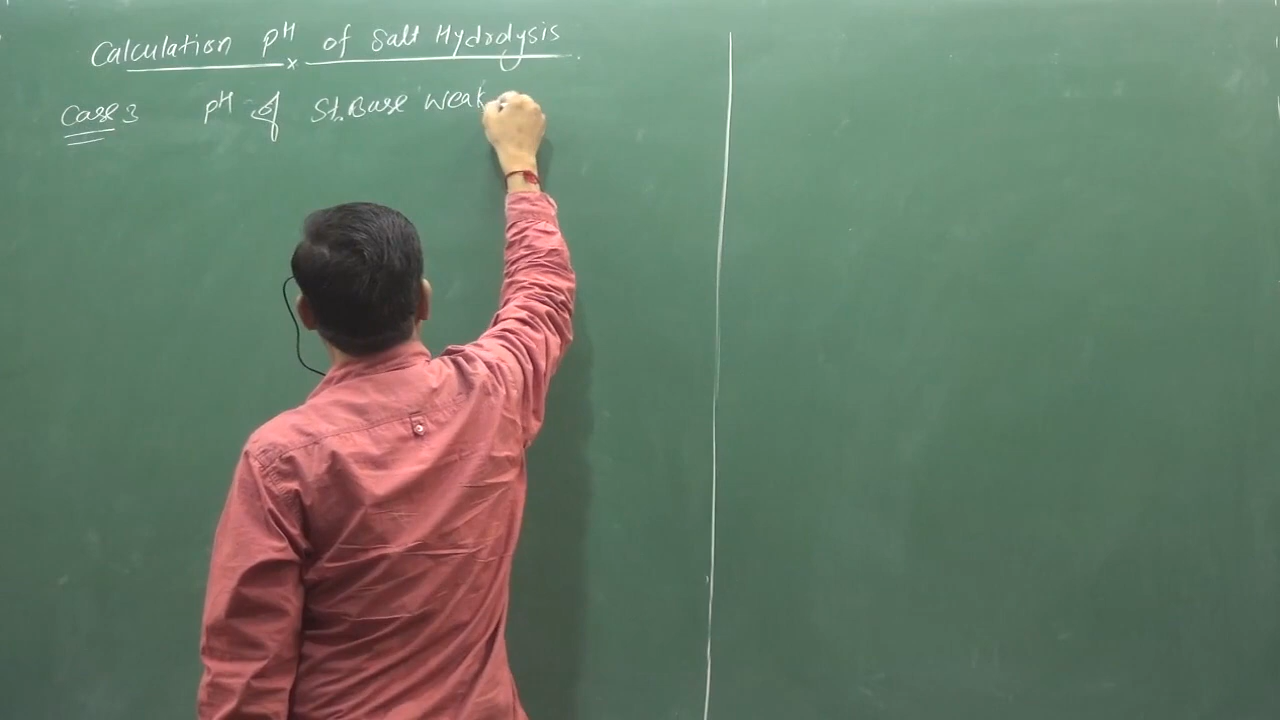 Calculation pH of Salt Hydrolysis
Case 3 pH of St. Base Weak